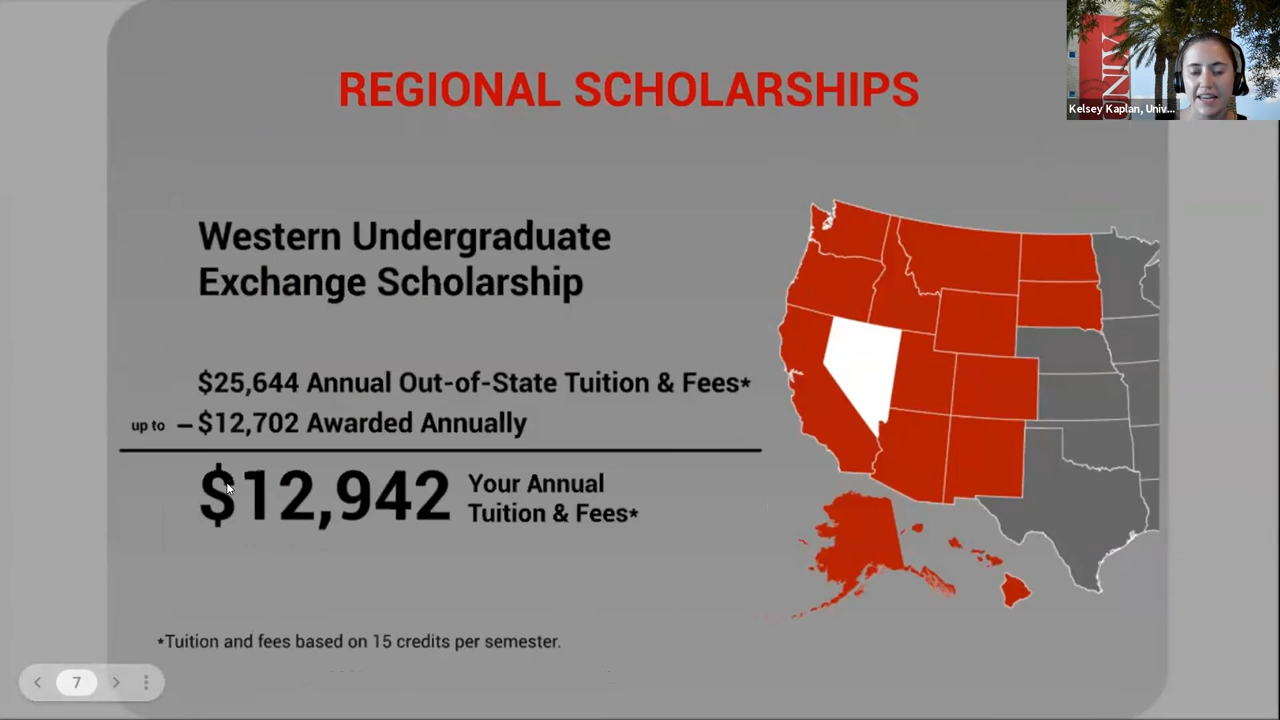 REGIONAL SCHOLARSHIPS
UNLV
Kelsey Kaplan, Univ...
Western Undergraduate
Exchange Scholarship
$25,644 Annual Out-of-State Tuition & Fees*
up to – $12,702 Awarded Annually
$12,942 Your Annual
Tuition & Fees*
*Tuition and fees based on 15 credits per semester.
7